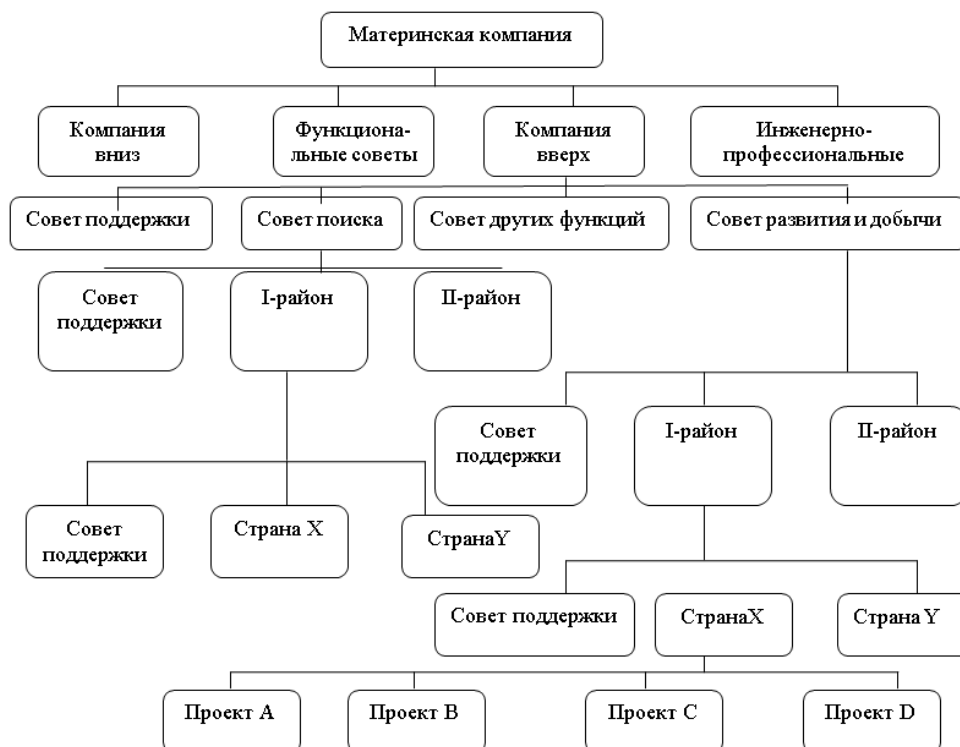 Материнская компания
Компания
вниз
Функциона-
льные советы
Компания
вверх
Инженерно-
профессиональные
Совет поддержки
Совет поиска
Совет других функций
Совет развития и добычи
Совет
поддержки
I-район
II-район
Совет
поддержки
I-район
II-район
Совет
поддержки
Страна X
СтранаY
Совет поддержки
СтранаX
Страна Y
Проект A
Проект B
Проект C
Проект D